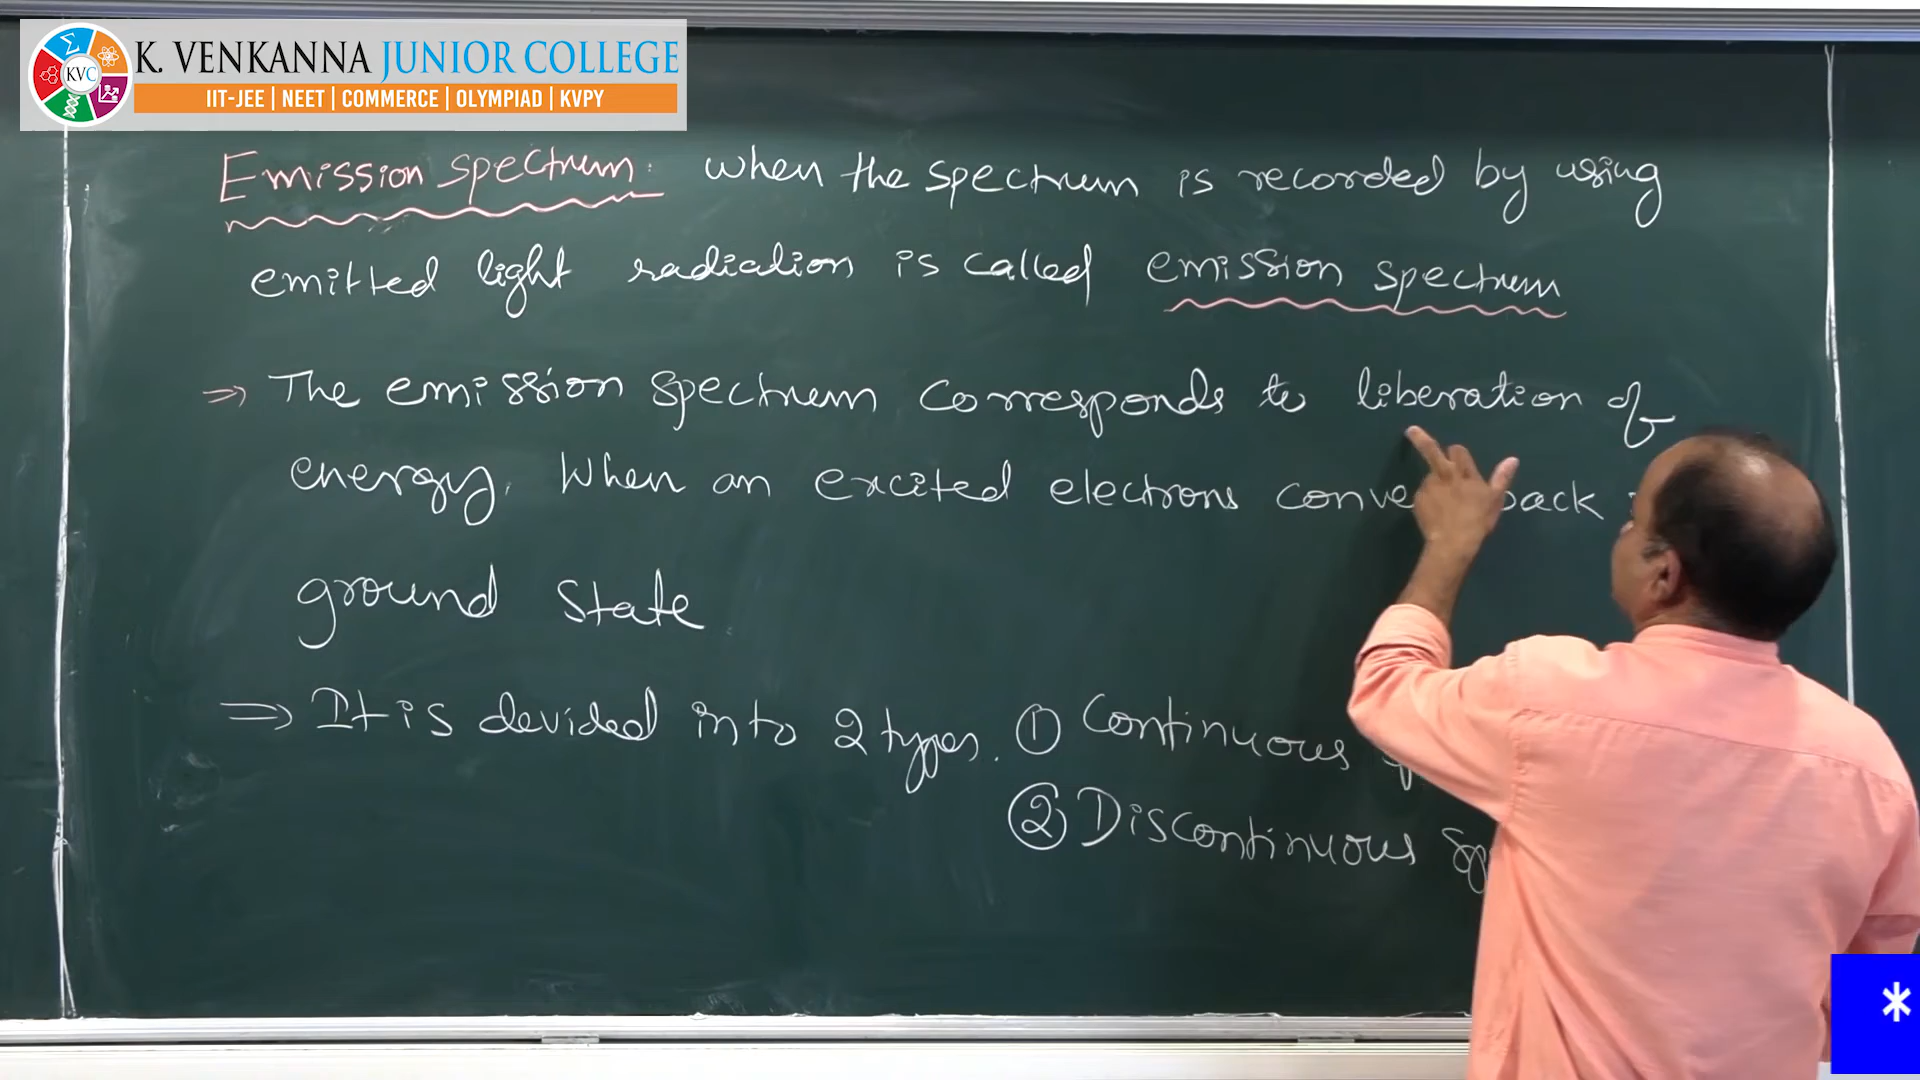 KVC
K. VENKANNA JUNIOR COLLEGE
IIT-JEE | NEET | COMMERCE | OLYMPIAD | KVPY
Emission spectrum: When the spectrum is recorded by using
emitted light radiation is called emission spectrum
⇒ The emission spectrum corresponds to liberation of
energy. When an excited electrons back
ground state
⇒ It is devided into 2 types. ① Continuous
② Discontinuous
*